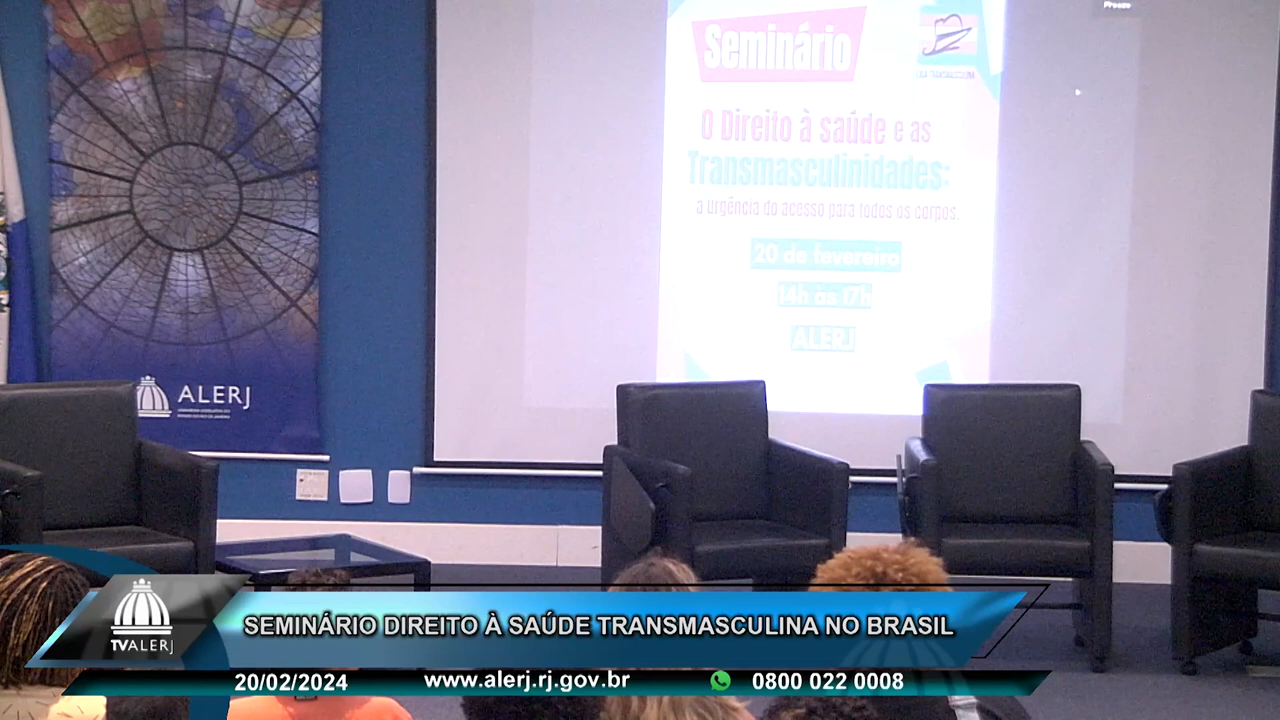 Freeze
Seminário
O Direito à saúde e as
Transmasculinidades:
a urgência do acesso para todos os corpos.
20 de fevereiro
14h às 17h
ALERJ
ALERJ
SEMINÁRIO DIREITO À SAÚDE TRANSMASCULINA NO BRASIL
TVALERJ
20/02/2024 www.alerj.rj.gov.br 0800 022 0008